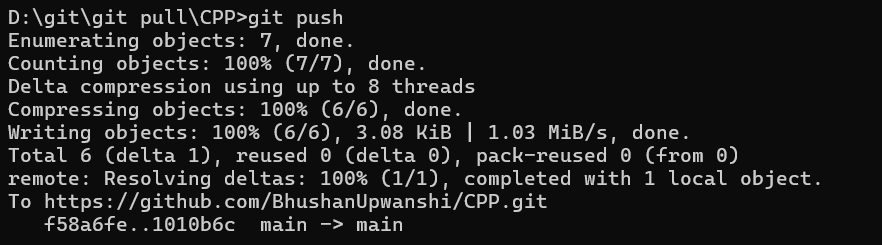 D:\git\git pull\CPP>git push
Enumerating objects: 7, done.
Counting objects: 100% (7/7), done.
Delta compression using up to 8 threads
Compressing objects: 100% (6/6), done.
Writing objects: 100% (6/6), 3.08 KiB | 1.03 MiB/s, done.
Total 6 (delta 1), reused 0 (delta 0), pack-reused 0 (from 0)
remote: Resolving deltas: 100% (1/1), completed with 1 local object.
To https://github.com/BhushanUpwanshi/CPP.git
   f58a6fe..1010b6c  main -> main